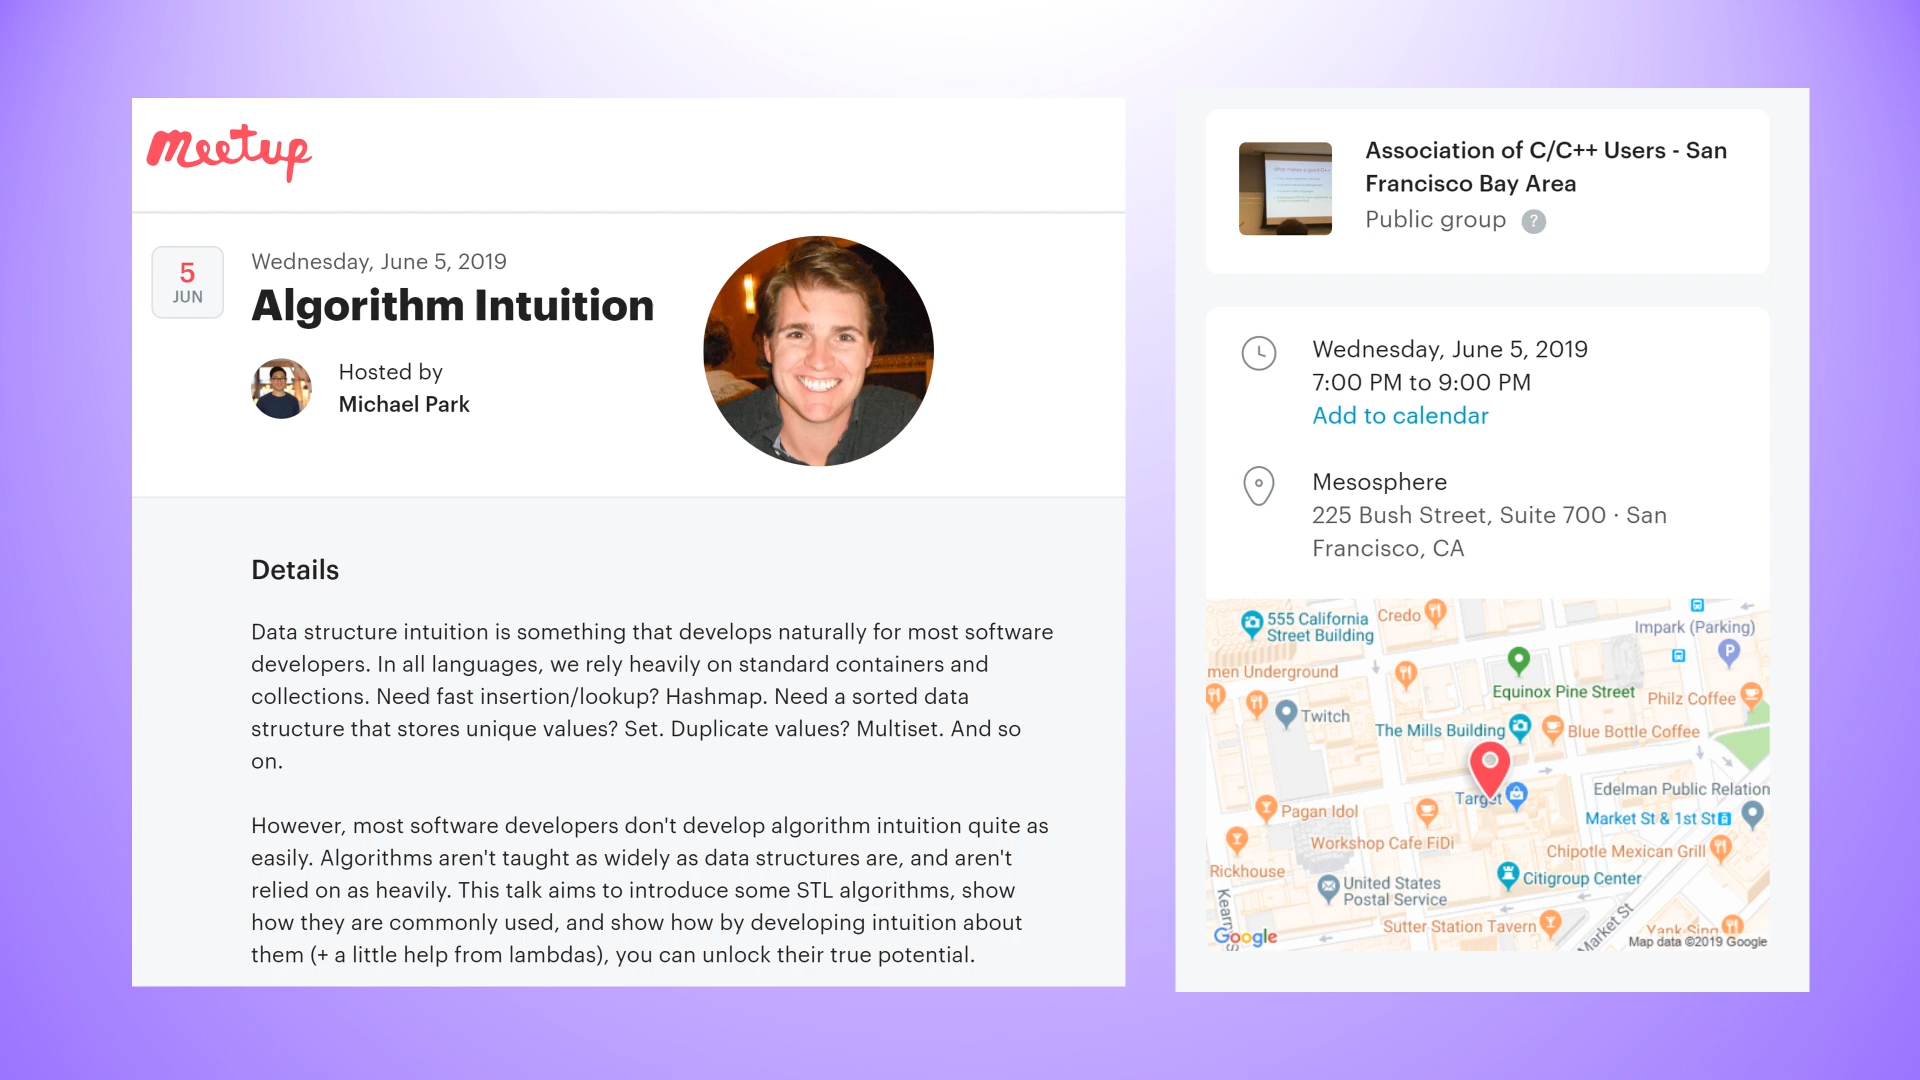 meetup
5
JUN
Wednesday, June 5, 2019
Algorithm Intuition
Hosted by
Michael Park
Details
Data structure intuition is something that develops naturally for most software
developers. In all languages, we rely heavily on standard containers and
collections. Need fast insertion/lookup? Hashmap. Need a sorted data
structure that stores unique values? Set. Duplicate values? Multiset. And so
on.
However, most software developers don't develop algorithm intuition quite as
easily. Algorithms aren't taught as widely as data structures are, and aren't
relied on as heavily. This talk aims to introduce some STL algorithms, show
how they are commonly used, and show how by developing intuition about
them (+ a little help from lambdas), you can unlock their true potential.
Association of C/C++ Users - San
Francisco Bay Area
Public group ?
Wednesday, June 5, 2019
7:00 PM to 9:00 PM
Add to calendar
Mesosphere
225 Bush Street, Suite 700 · San
Francisco, CA
555 California
Street Building
Credo
Impark (Parking)
P
men Underground
Equinox Pine Street
Philz Coffee
Twitch
The Mills Building
Blue Bottle Coffee
Target
Edelman Public Relation
Pagan Idol
Market St & 1st St
Workshop Cafe FiDi
Chipotle Mexican Grill
Rickhouse
United States
Postal Service
Citigroup Center
Kearn
Sutter Station Tavern
Market St
Yank Sing
Google
Map data ©2019 Google